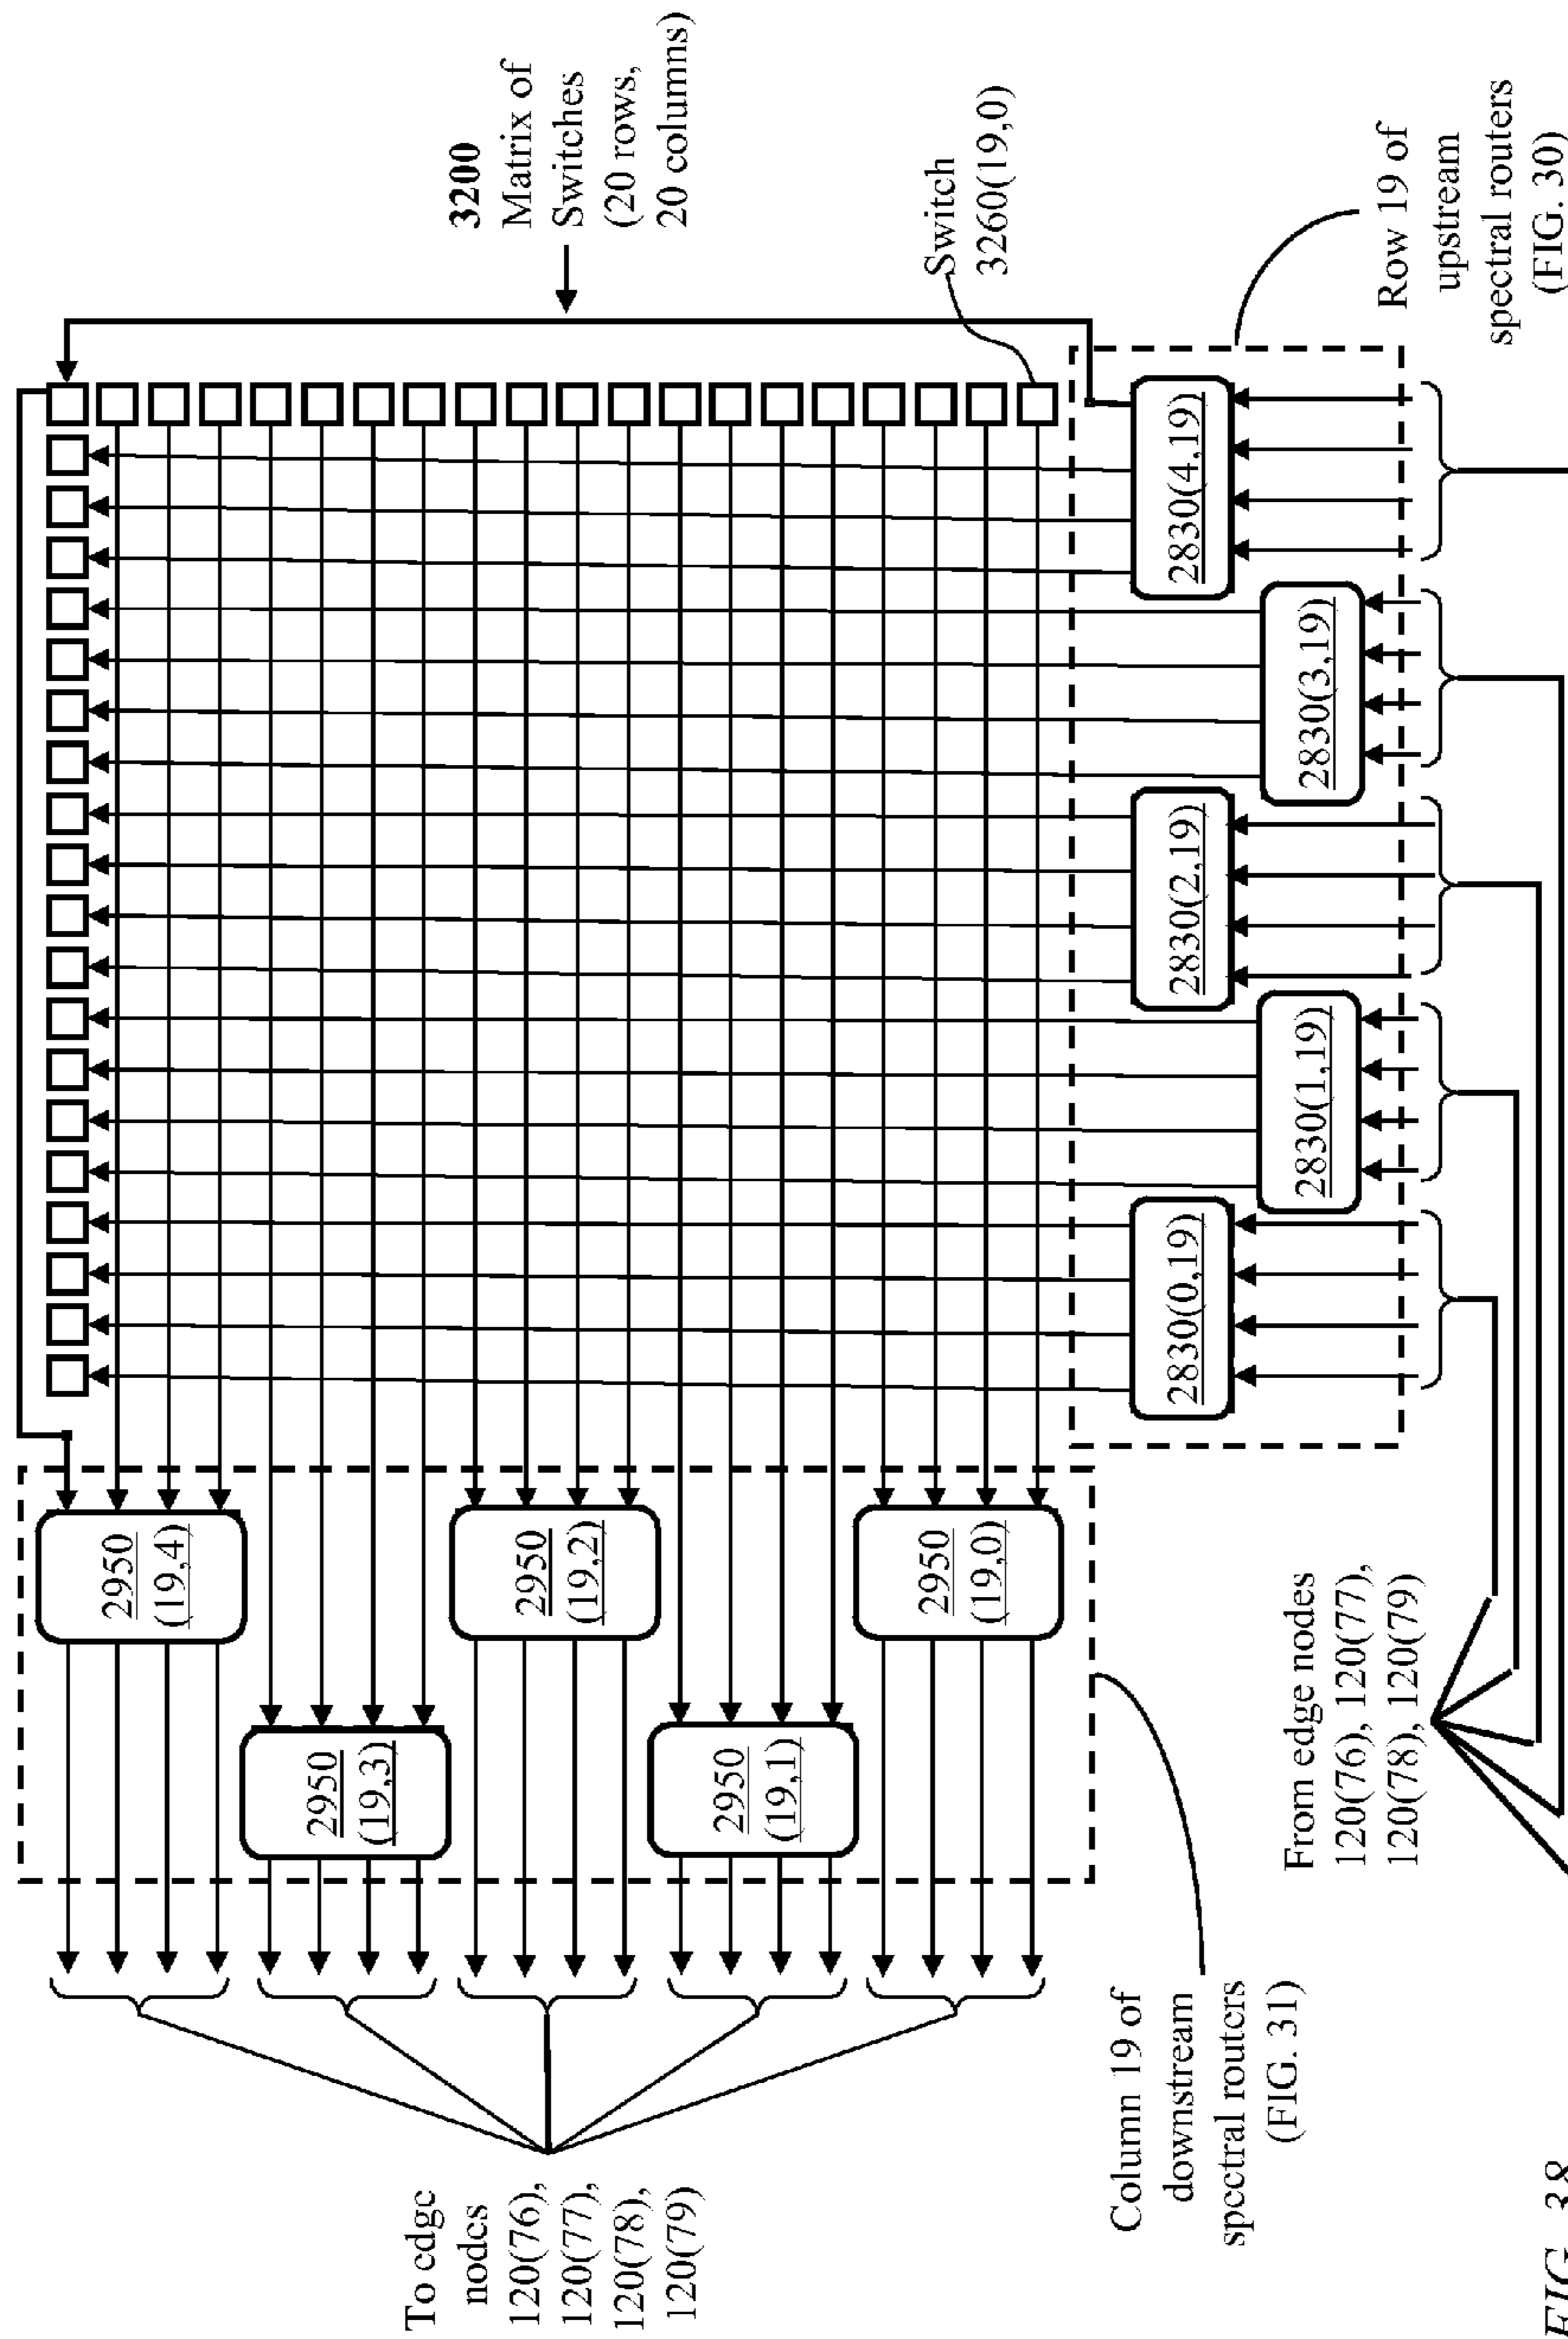 3200
Matrix of
Switches
(20 rows,
20 columns)
Switch
3260(19,0)
Row 19 of
upstream
spectral routers
(FIG. 30)
2830(4,19)
2830(3,19)
2830(2,19)
2830(1,19)
2830(0,19)
2950
(19,4)
2950
(19,3)
2950
(19,2)
2950
(19,1)
2950
(19,0)
From edge nodes
120(76), 120(77),
120(78), 120(79)
To edge
nodes
120(76),
120(77),
120(78),
120(79)
Column 19 of
downstream
spectral routers
(FIG. 31)
FIG. 38